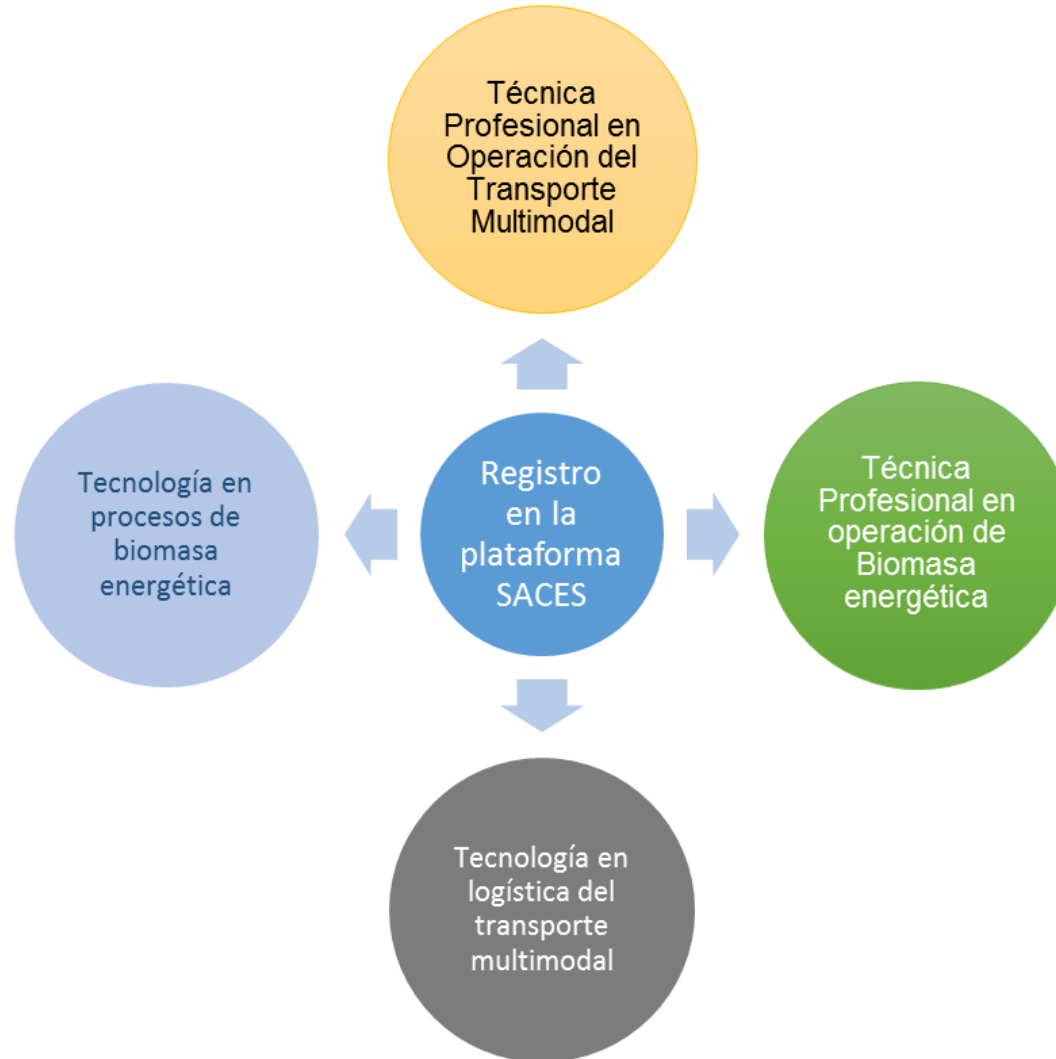 Técnica
Profesional en
Operación del
Transporte
Multimodal
Tecnología en
procesos de
biomasa
energética
Registro
en la
plataforma
SACES
Técnica
Profesional en
operación de
Biomasa
energética
Tecnología en
logística del
transporte
multimodal